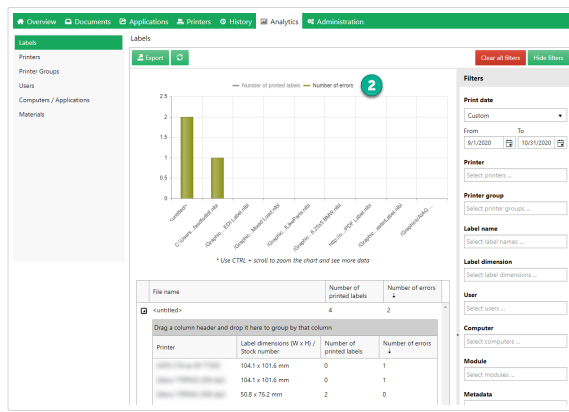 Overview Documents Applications Printers History Analytics Administration
Labels
Printers
Printer Groups
Users
Computers / Applications
Materials
Labels
Export
Clear all filters Hide filters
Number of printed labels Number of errors
2
2.5
2
1.5
1
0.5
0
<untitled>
* Use CTRL + scroll to zoom the chart and see more data
File name Number of printed labels Number of errors ↓
<untitled> 4 2
Drag a column header and drop it here to group by that column
Printer Label dimensions (W x H) / Stock number Number of printed labels Number of errors ↓
104.1 x 101.6 mm 0 1
104.1 x 101.6 mm 0 1
50.8 x 76.2 mm 2 0
Filters
Print date
Custom
From To
9/1/2020 10/31/2020
Printer
Select printers ...
Printer group
Select printer groups ...
Label name
Select label names ...
Label dimension
Select label dimensions ...
User
Select users ...
Computer
Select computers ...
Module
Select modules ...
Metadata